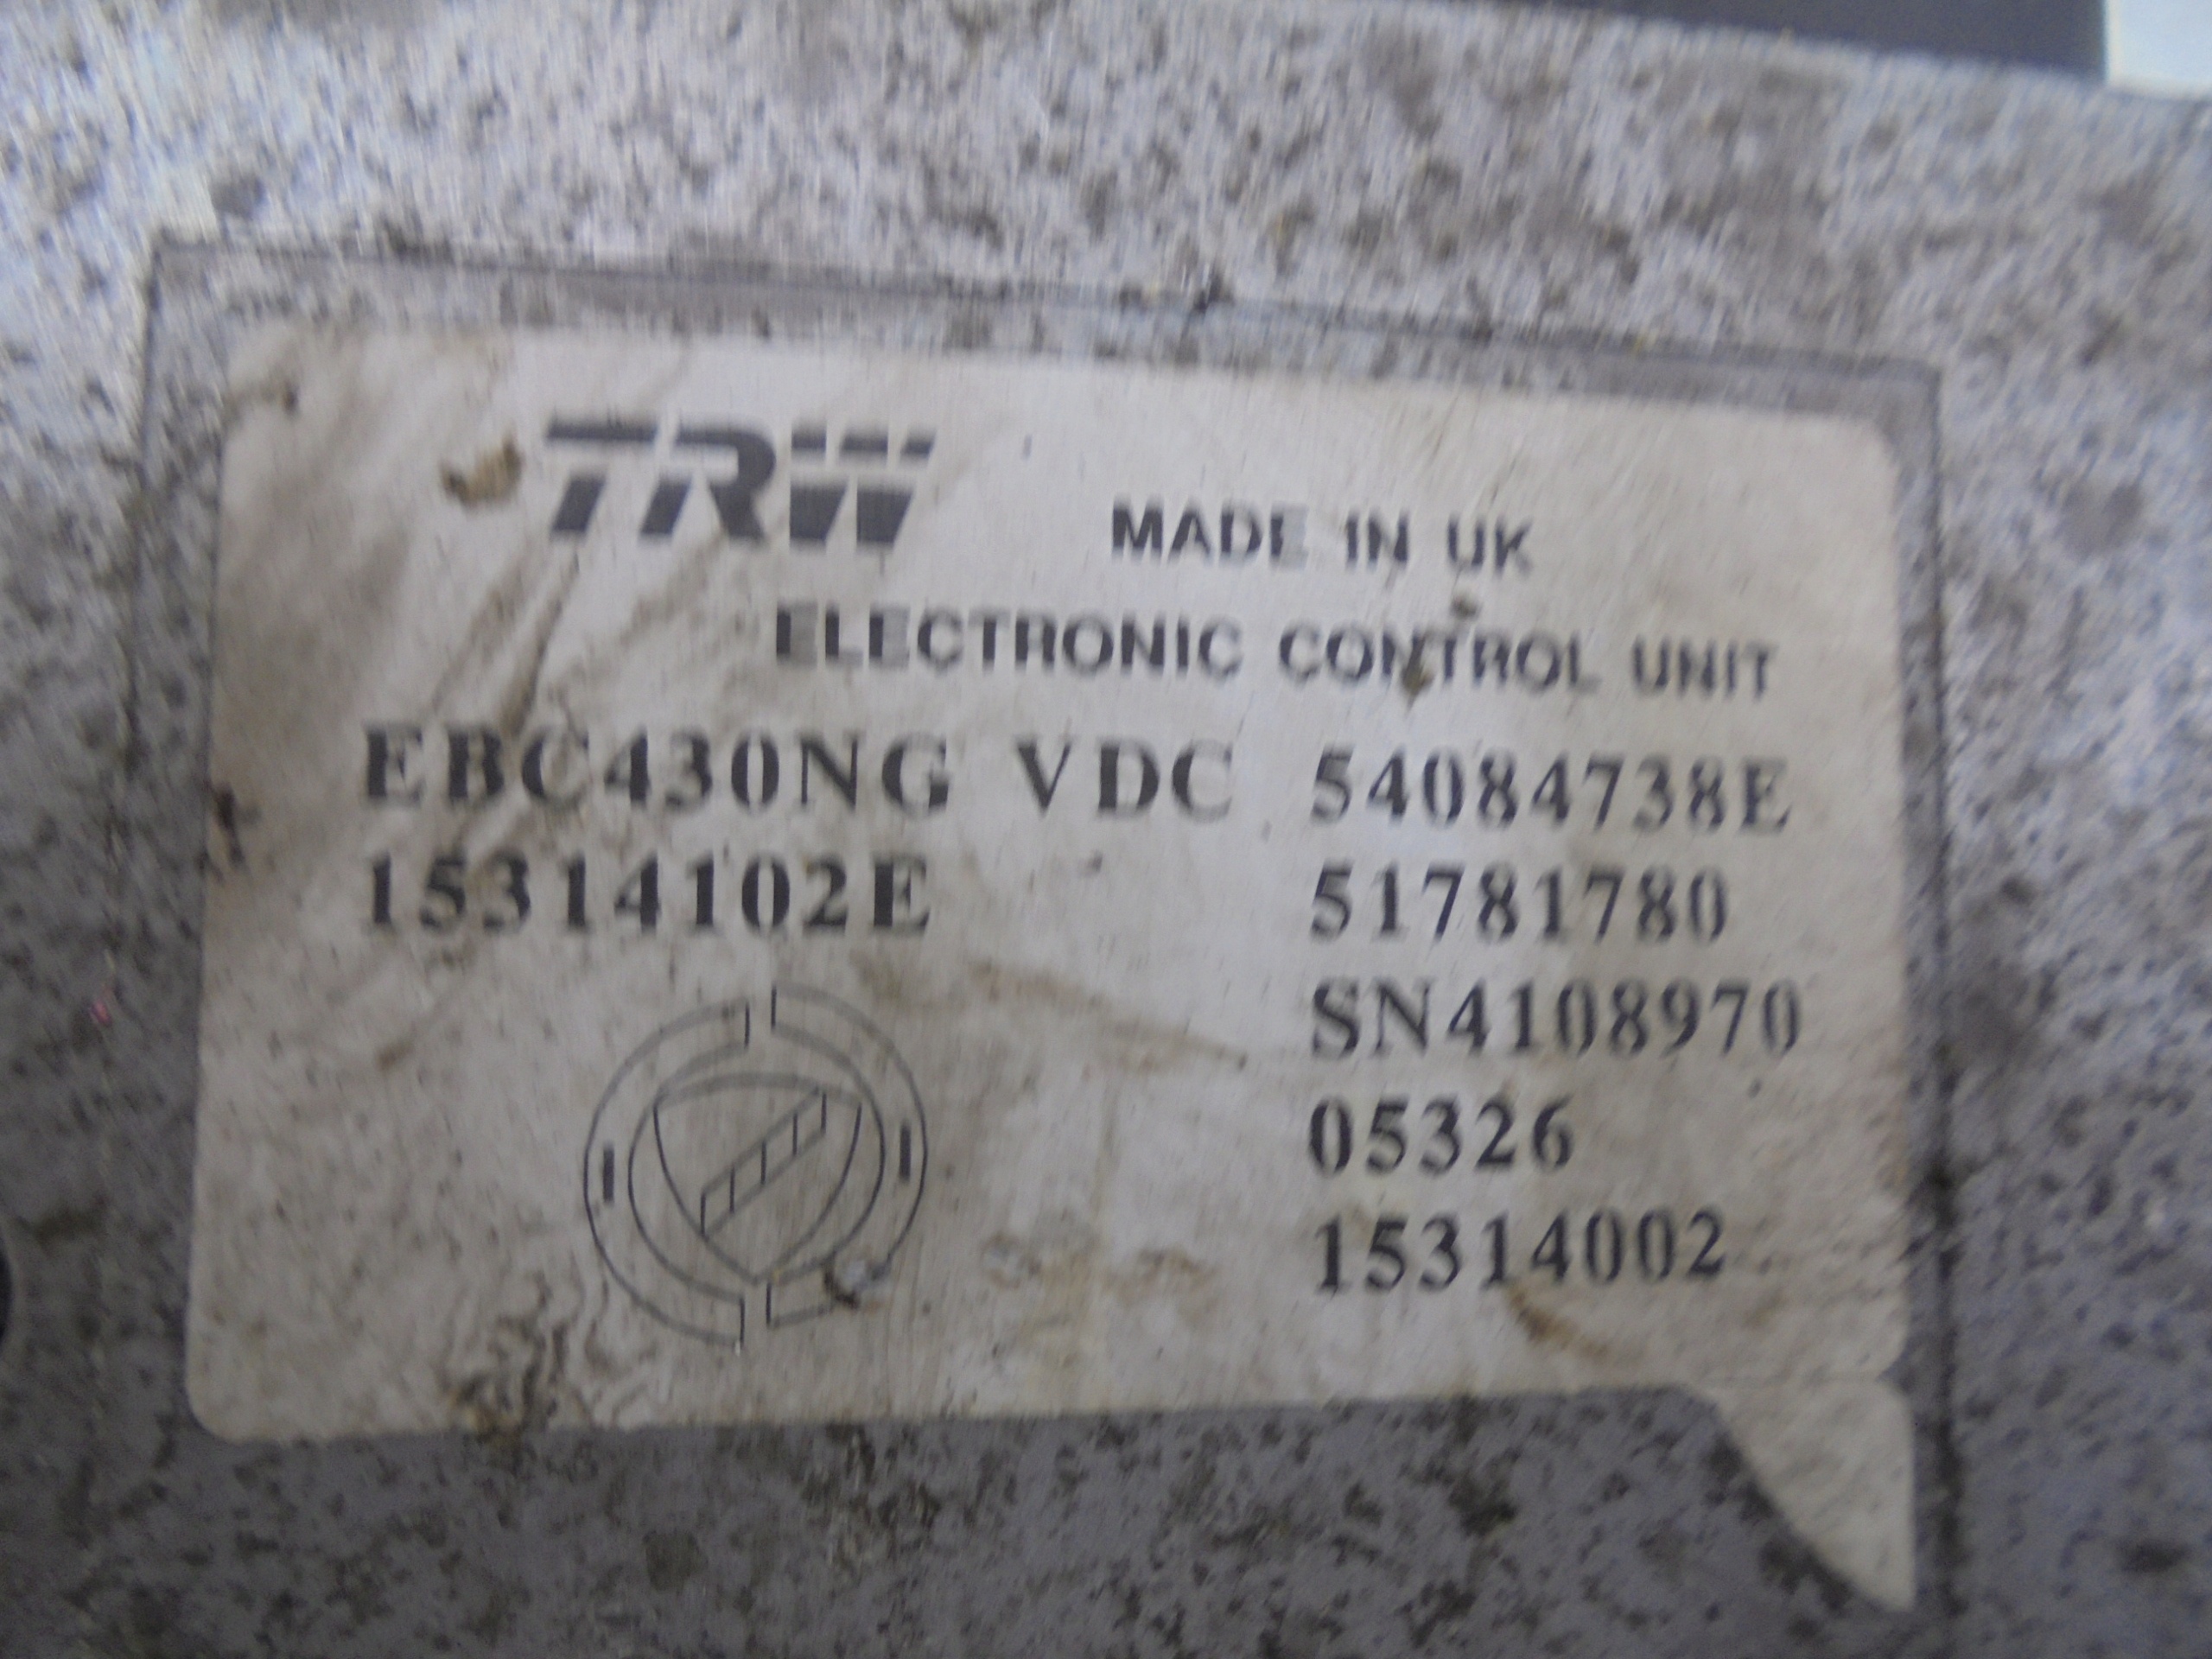 TRW
MADE IN UK
ELECTRONIC CONTROL UNIT
EBC430NG VDC 54084738E
15314102E 51781780
SN4108970
05326
15314002